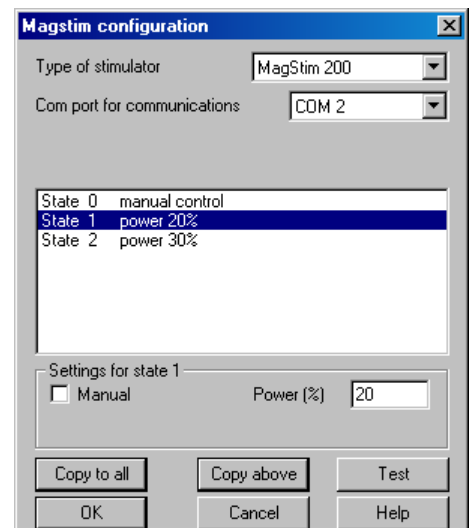 Magstim configuration
Type of stimulator MagStim 200
Com port for communications COM 2
State 0 manual control
State 1 power 20%
State 2 power 30%
Settings for state 1
Manual Power (%) 20
Copy to all Copy above Test
OK Cancel Help